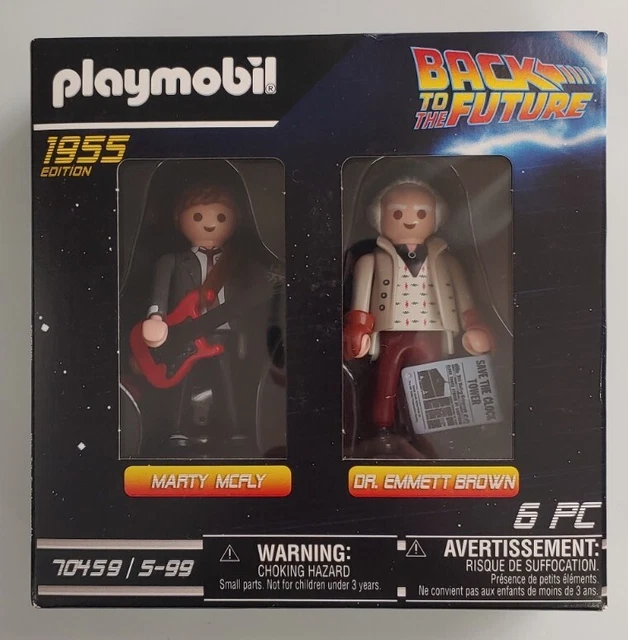 playmobil®
BACK
TO THE FUTURE
1955
EDITION
SAVE THE CLOCK
TOWER
MARTY MCFLY
DR. EMMETT BROWN
6 PC
70459 / 5-99
WARNING:
CHOKING HAZARD
Small parts. Not for children under 3 years.
AVERTISSEMENT:
RISQUE DE SUFFOCATION.
Présence de petits éléments.
Ne convient pas aux enfants de moins de 3 ans.